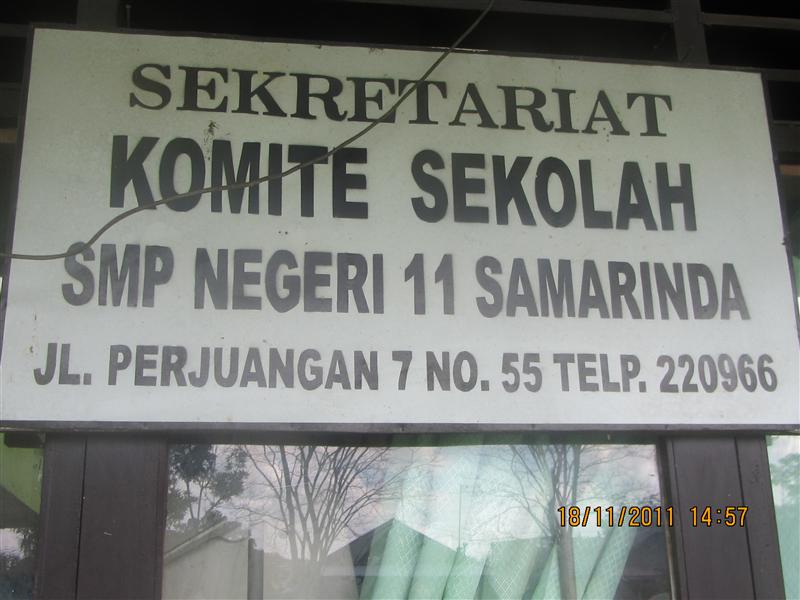 SEKRETARIAT
KOMITE SEKOLAH
SMP NEGERI 11 SAMARINDA
JL. PERJUANGAN 7 NO. 55 TELP. 220966
18/11/2011 14:57